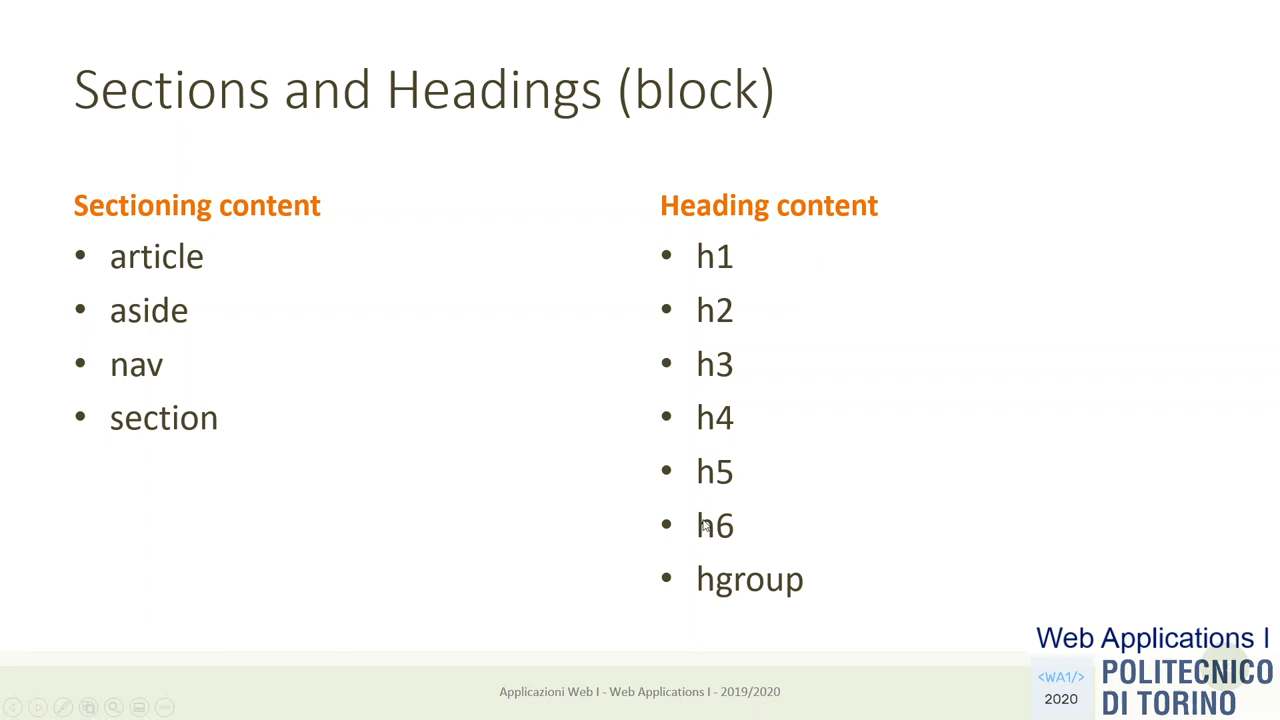 Sections and Headings (block)
Sectioning content
• article
• aside
• nav
• section
Heading content
• h1
• h2
• h3
• h4
• h5
• h6
• hgroup
Applicazioni Web I - Web Applications I - 2019/2020
Web Applications I
<WA1/>
2020
POLITECNICO
DI TORINO